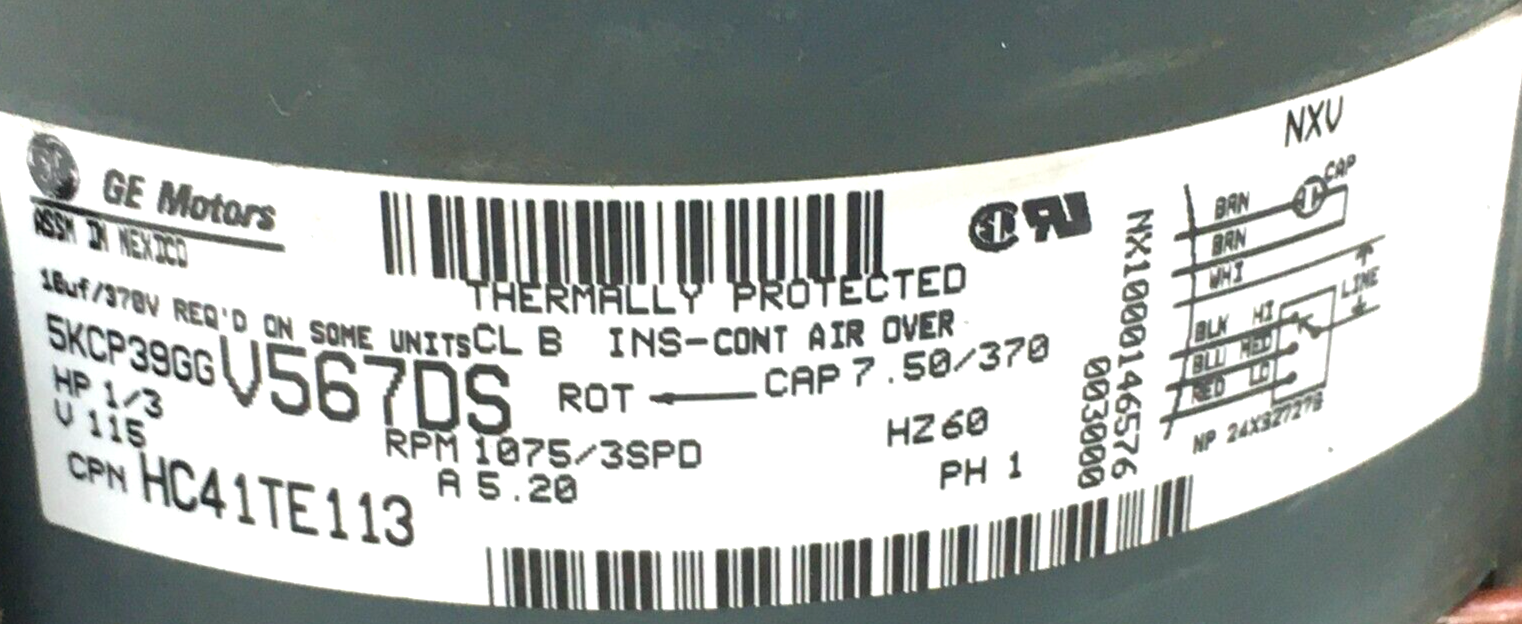 GE Motors
ASSM IN MEXICO
THERMALLY PROTECTED
10uf/370V REQ'D ON SOME UNITS CL B INS-CONT AIR OVER
5KCP39GG V567DS ROT CAP 7.50/370
HP 1/3
V 115
RPM 1075/3SPD
HZ 60
A 5.20
PH 1
CPN HC41TE113
NX1000146576
003000
NXV
CAP
BRN
BRN
WHI
LINE
BLK HI
BLU MED
RED LO
NP